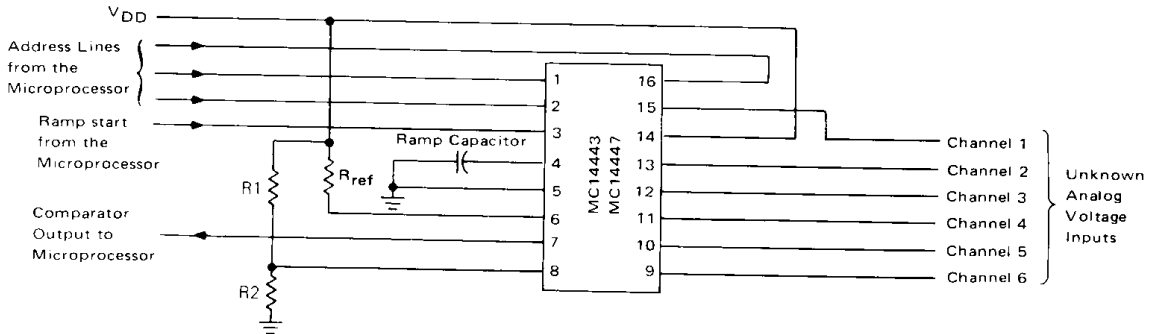 VDD
Address Lines
from the
Microprocessor
Ramp start
from the
Microprocessor
Ramp Capacitor
R1
Rref
Comparator
Output to
Microprocessor
R2
1
2
3
4
5
6
7
8
MC14443
MC14447
16
15
14
13
12
11
10
9
Channel 1
Channel 2
Channel 3
Channel 4
Channel 5
Channel 6
Unknown
Analog
Voltage
Inputs